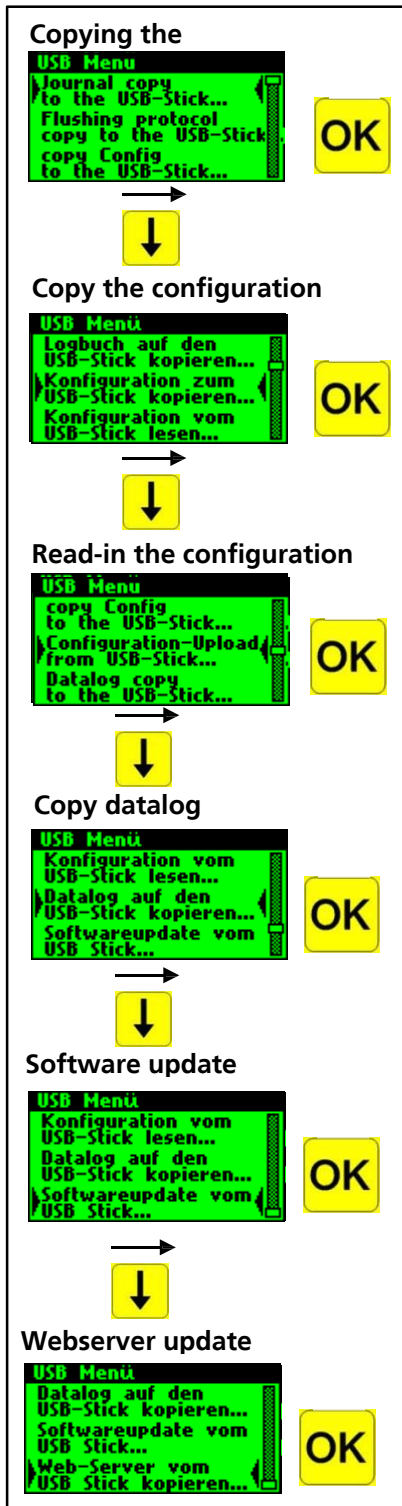 Copying the
USB Menu
Journal copy
to the USB-Stick...
Flushing protocol
copy to the USB-Stick.
copy Config
to the USB-Stick...
OK
Copy the configuration
USB Menü
Logbuch auf den
USB-Stick kopieren...
Konfiguration zum
USB-Stick kopieren...
Konfiguration vom
USB-Stick lesen...
OK
Read-in the configuration
USB Menu
copy Config
to the USB-Stick...
Configuration-Upload
from USB-Stick...
Datalog copy
to the USB-Stick...
OK
Copy datalog
USB Menü
Konfiguration vom
USB-Stick lesen...
Datalog auf den
USB-Stick kopieren...
Softwareupdate vom
USB Stick...
OK
Software update
USB Menü
Konfiguration vom
USB-Stick lesen...
Datalog auf den
USB-Stick kopieren...
Softwareupdate vom
USB Stick...
OK
Webserver update
USB Menü
Datalog auf den
USB-Stick kopieren...
Softwareupdate vom
USB Stick...
Web-Server vom
USB Stick kopieren...
OK